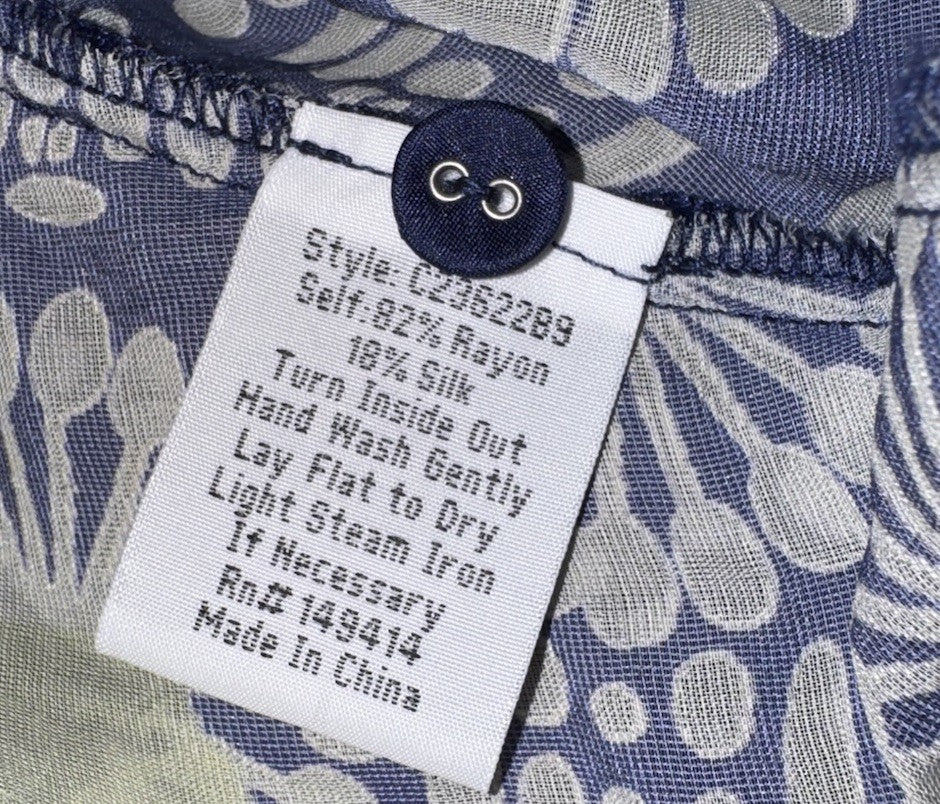 Style: C23622B9
Self:82% Rayon
18% Silk
Turn Inside Out
Hand Wash Gently
Lay Flat to Dry
Light Steam Iron
If Necessary
Rn# 149414
Made In China